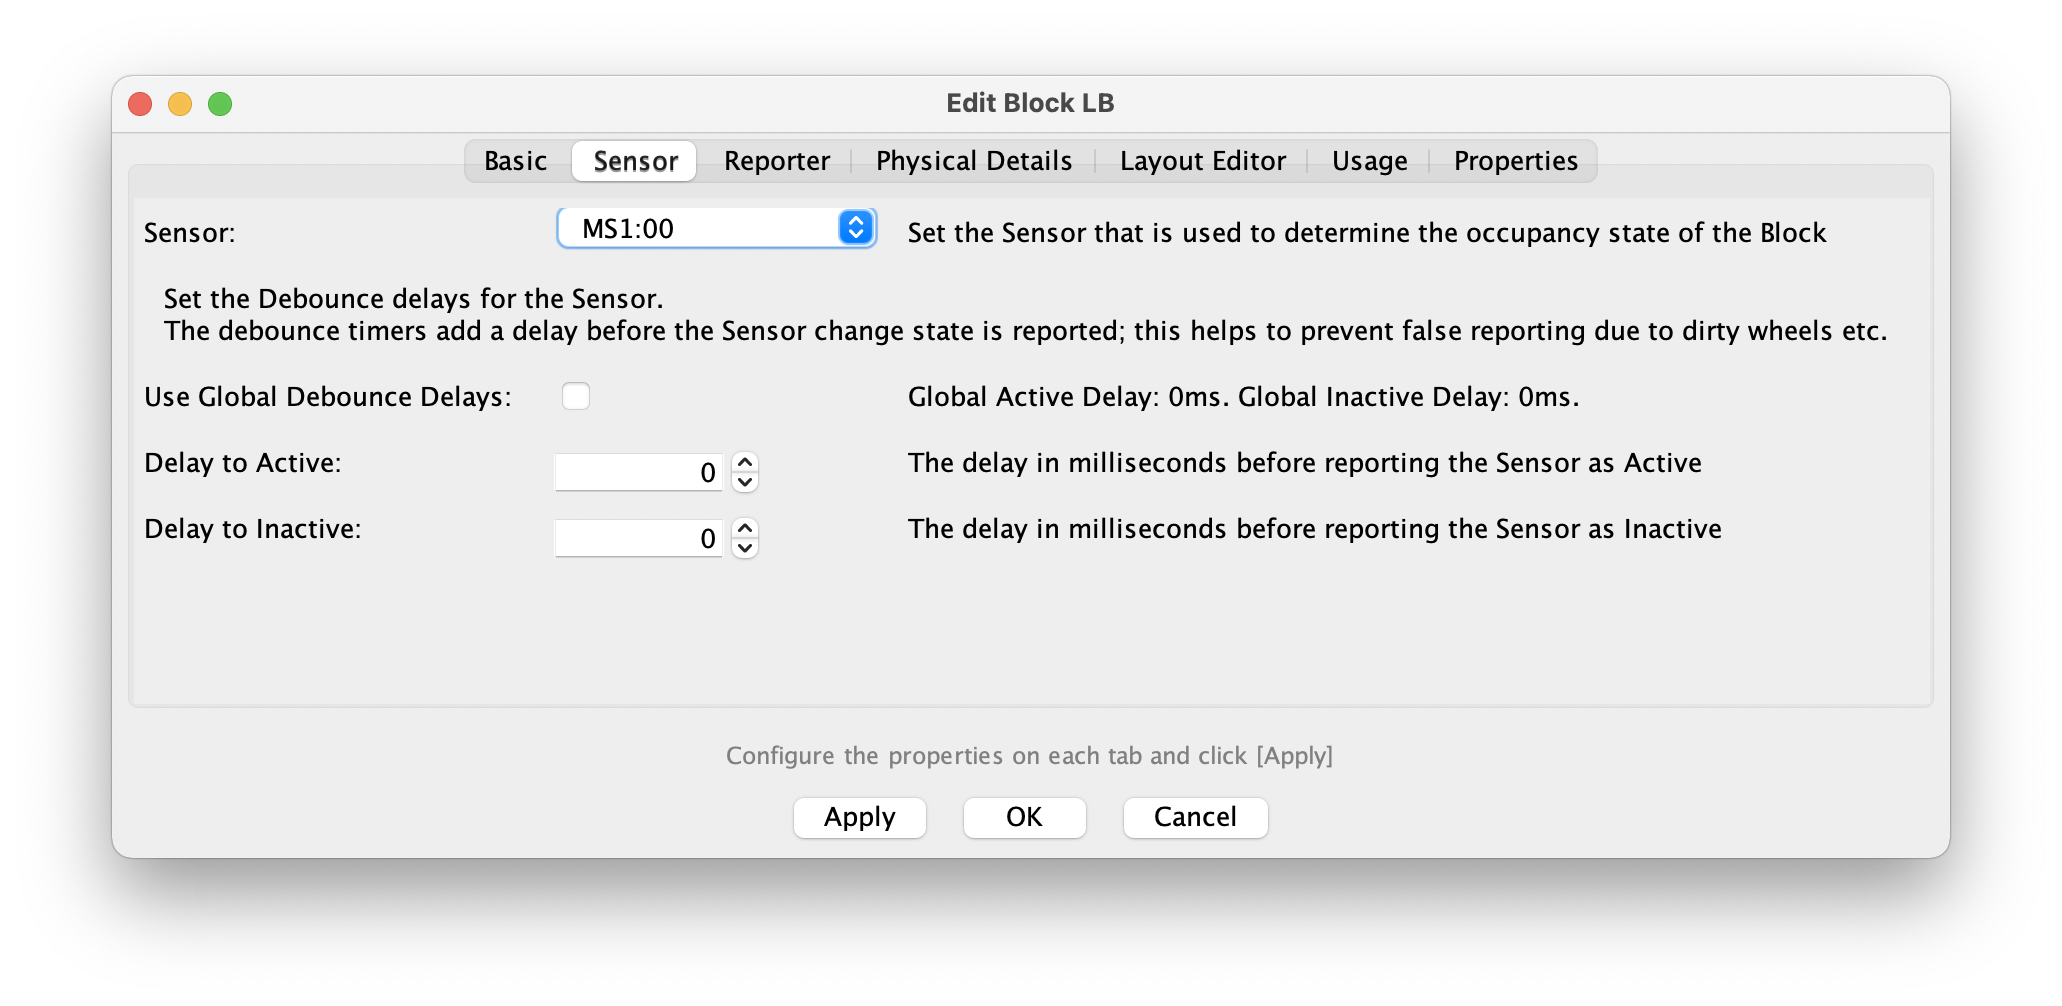 Edit Block LB
Basic Sensor Reporter Physical Details Layout Editor Usage Properties
Sensor: MS1:00 Set the Sensor that is used to determine the occupancy state of the Block
Set the Debounce delays for the Sensor.
The debounce timers add a delay before the Sensor change state is reported; this helps to prevent false reporting due to dirty wheels etc.
Use Global Debounce Delays: Global Active Delay: 0ms. Global Inactive Delay: 0ms.
Delay to Active: 0 The delay in milliseconds before reporting the Sensor as Active
Delay to Inactive: 0 The delay in milliseconds before reporting the Sensor as Inactive
Configure the properties on each tab and click [Apply]
Apply OK Cancel